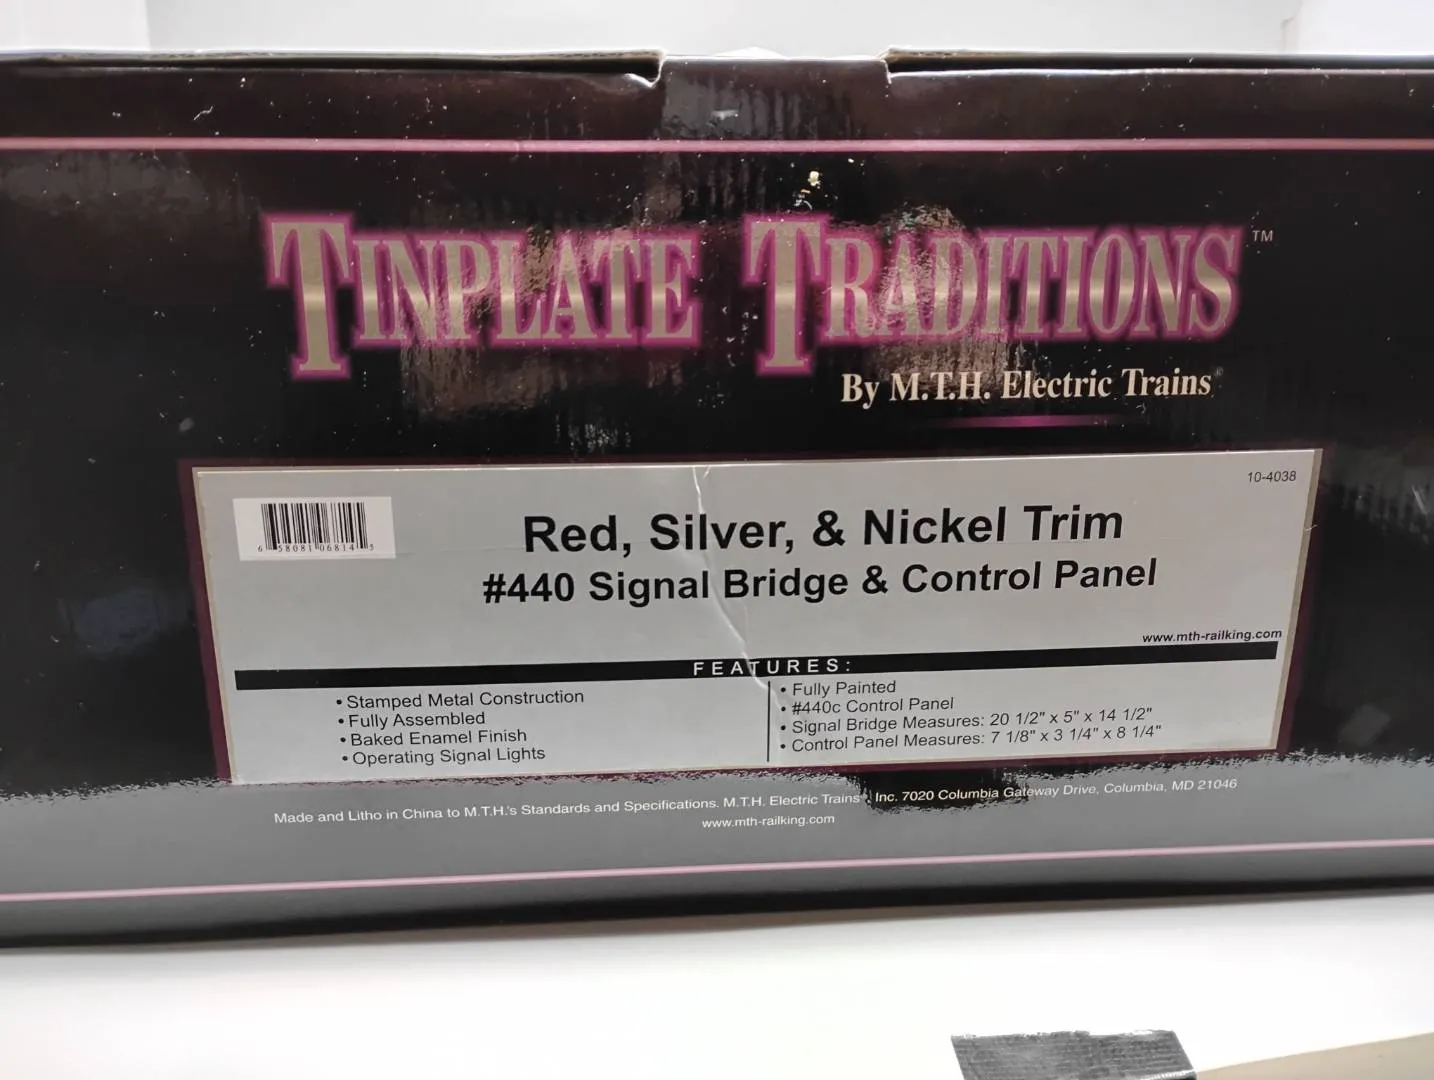 TINPLATE TRADITIONS™
By M.T.H. Electric Trains®
10-4038
6 58081 06814 5
Red, Silver, & Nickel Trim
#440 Signal Bridge & Control Panel
www.mth-railking.com
FEATURES:
• Stamped Metal Construction
• Fully Assembled
• Baked Enamel Finish
• Operating Signal Lights
• Fully Painted
• #440c Control Panel
• Signal Bridge Measures: 20 1/2" x 5" x 14 1/2"
• Control Panel Measures: 7 1/8" x 3 1/4" x 8 1/4"
Made and Litho in China to M.T.H.'s Standards and Specifications. M.T.H. Electric Trains®, Inc. 7020 Columbia Gateway Drive, Columbia, MD 21046
www.mth-railking.com